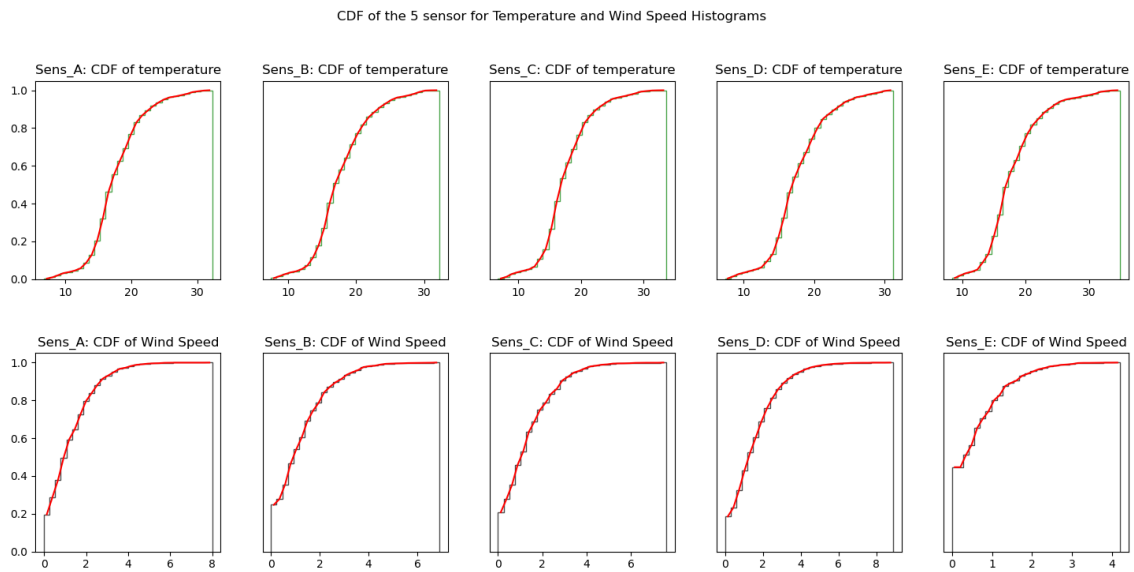 CDF of the 5 sensor for Temperature and Wind Speed Histograms
Sens_A: CDF of temperature
Sens_B: CDF of temperature
Sens_C: CDF of temperature
Sens_D: CDF of temperature
Sens_E: CDF of temperature
1.0
0.8
0.6
0.4
0.2
0.0
10 20 30
10 20 30
10 20 30
10 20 30
10 20 30
Sens_A: CDF of Wind Speed
Sens_B: CDF of Wind Speed
Sens_C: CDF of Wind Speed
Sens_D: CDF of Wind Speed
Sens_E: CDF of Wind Speed
1.0
0.8
0.6
0.4
0.2
0.0
0 2 4 6 8
0 2 4 6
0 2 4 6
0 2 4 6 8
0 1 2 3 4